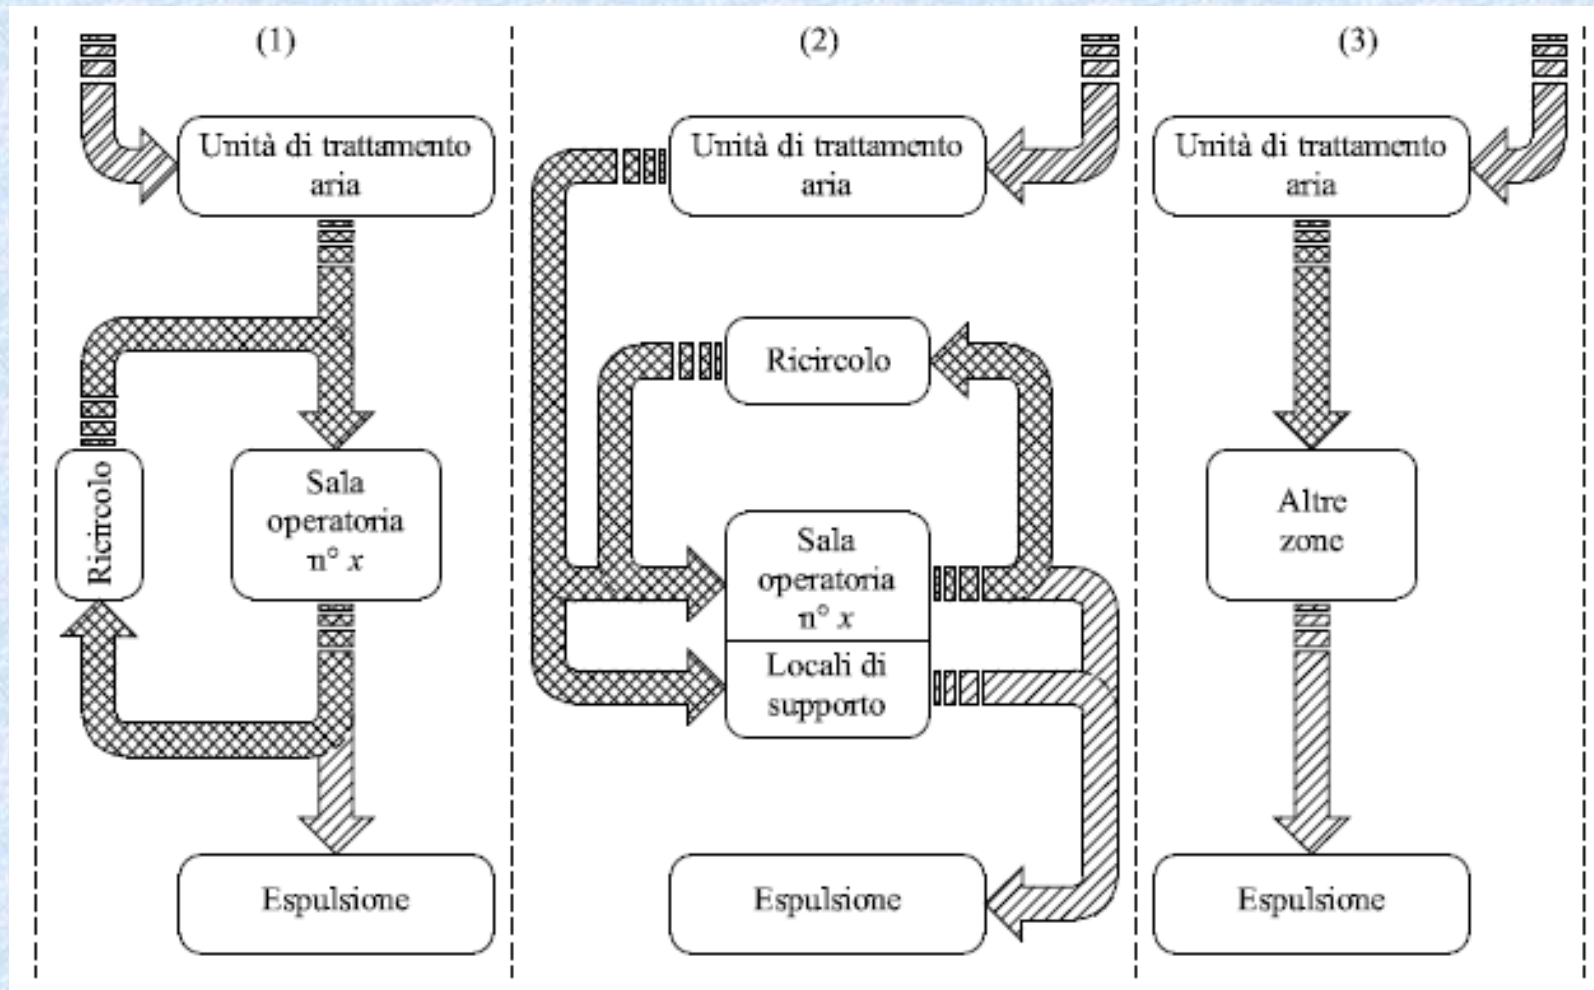 (1)
Unità di trattamento
aria
Ricircolo
Sala
operatoria
n° x
Espulsione
(2)
Unità di trattamento
aria
Ricircolo
Sala
operatoria
n° x
Locali di
supporto
Espulsione
(3)
Unità di trattamento
aria
Altre
zone
Espulsione